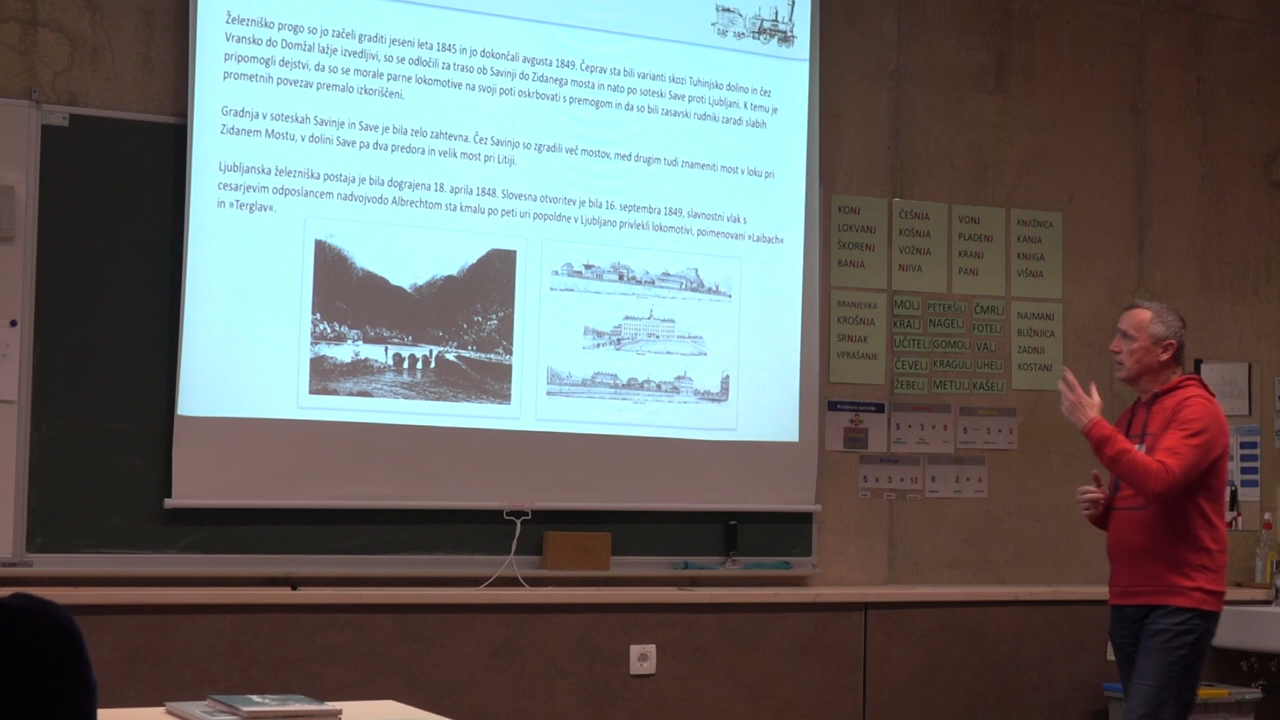 Železniško progo so jo začeli graditi jeseni leta 1845 in jo dokončali avgusta 1849. Čeprav sta bili varianti skozi Tuhinjsko dolino in čez
Vransko do Domžal lažje izvedljivi, so se odločili za traso ob Savinji do Zidanega mosta in nato po soteski Save proti Ljubljani. K temu je
pripomogli dejstvi, da so se morale parne lokomotive na svoji poti oskrbovati s premogom in da so bili zasavski rudniki zaradi slabih
prometnih povezav premalo izkoriščeni.
Gradnja v soteskah Savinje in Save je bila zelo zahtevna. Čez Savinjo so zgradili več mostov, med drugim tudi znameniti most v loku pri
Zidanem Mostu, v dolini Save pa dva predora in velik most pri Litiji.
Ljubljanska železniška postaja je bila dograjena 18. aprila 1848. Slovesna otvoritev je bila 16. septembra 1849, slavnostni vlak s
cesarjevim odposlancem nadvojvodo Albrechtom sta kmalu po peti uri popoldne v Ljubljano privlekli lokomotivi, poimenovani »Laibach«
in »Terglav«.
KONJ
LOKVANJ
ŠKORENJ
BANJA
ČEŠNJA
KOŠNJA
VOŽNJA
NJIVA
VONJ
PLADENJ
KRANJ
PANJ
KNJIŽNICA
KANJA
KNJIGA
VIŠNJA
BRANJEVKA
KROŠNJA
SRNJAK
VPRAŠANJE
MOLJ PETERŠILJ ČMRLJ
KRALJ NAGELJ FOTELJ
UČITELJ GOMOLJ VALJ
ČEVELJ KRAGULJ UHELJ
ŽEBELJ METULJ KAŠELJ
NAJMANJ
BLIŽNJICA
ZADNJI
KOSTANJ
5 + 3 = 8
5 - 3 = 2
5 x 3 = 15
8 : 2 = 4